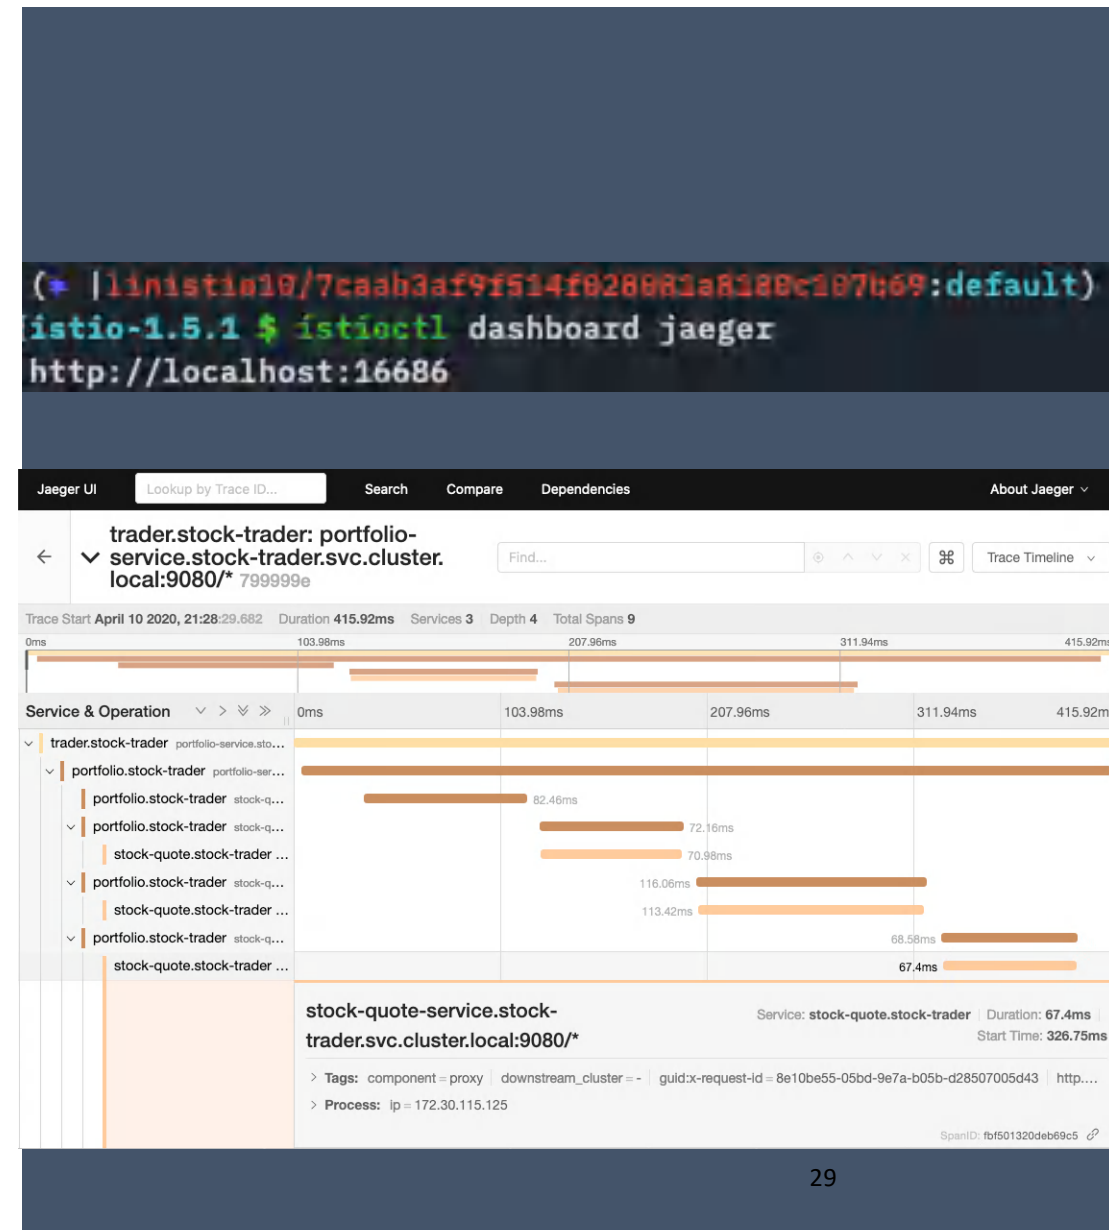 :default)
istio-1.5.1 $ istioctl dashboard jaeger
http://localhost:16686
Jaeger UI Lookup by Trace ID... Search Compare Dependencies About Jaeger
trader.stock-trader: portfolio-
service.stock-trader.svc.cluster.
local:9080/* 799999e
Find... Trace Timeline
Trace Start April 10 2020, 21:28:29.682 Duration 415.92ms Services 3 Depth 4 Total Spans 9
0ms 103.98ms 207.96ms 311.94ms 415.92ms
Service & Operation 0ms 103.98ms 207.96ms 311.94ms 415.92m
trader.stock-trader portfolio-service.sto...
portfolio.stock-trader portfolio-ser...
portfolio.stock-trader stock-q... 82.46ms
portfolio.stock-trader stock-q... 72.16ms
stock-quote.stock-trader ... 70.98ms
portfolio.stock-trader stock-q... 116.06ms
stock-quote.stock-trader ... 113.42ms
portfolio.stock-trader stock-q... 68.58ms
stock-quote.stock-trader ... 67.4ms
stock-quote-service.stock-
trader.svc.cluster.local:9080/*
Service: stock-quote.stock-trader Duration: 67.4ms
Start Time: 326.75ms
Tags: component = proxy downstream_cluster = - guid:x-request-id = 8e10be55-05bd-9e7a-b05b-d28507005d43 http....
Process: ip = 172.30.115.125
SpanID: fbf501320deb69c5
29